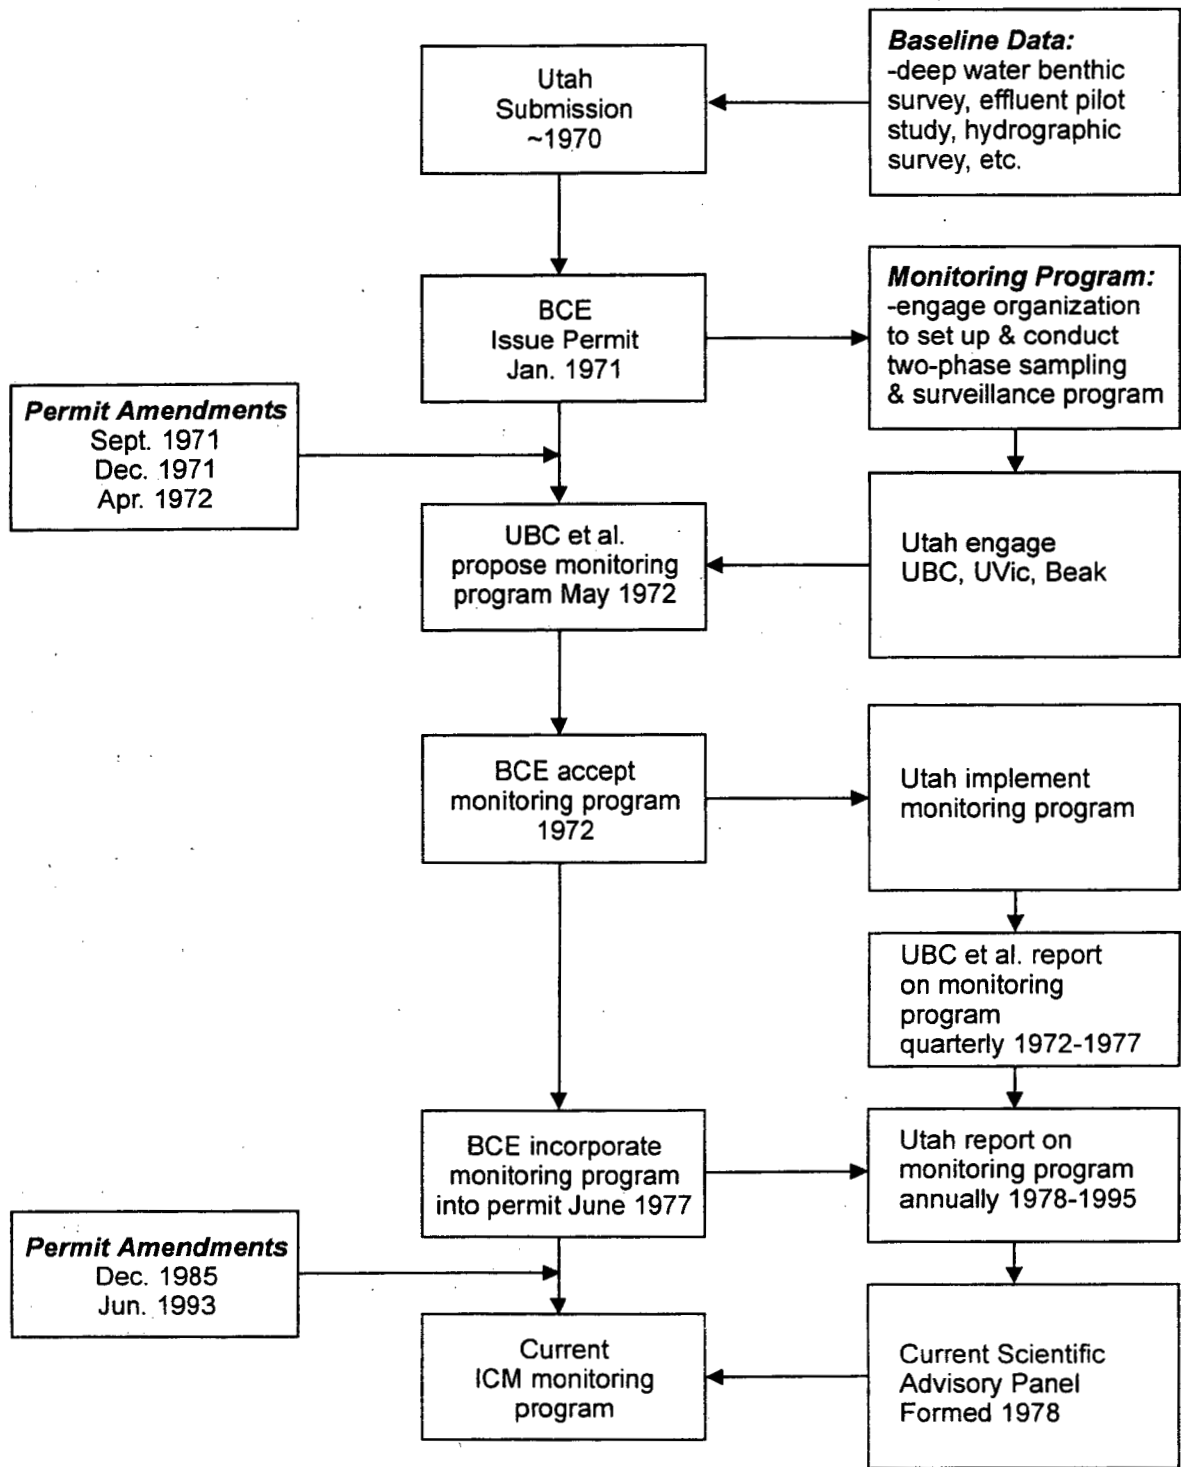 Utah
Submission
~1970
Baseline Data:
-deep water benthic
survey, effluent pilot
study, hydrographic
survey, etc.
BCE
Issue Permit
Jan. 1971
Monitoring Program:
-engage organization
to set up & conduct
two-phase sampling
& surveillance program
Permit Amendments
Sept. 1971
Dec. 1971
Apr. 1972
UBC et al.
propose monitoring
program May 1972
Utah engage
UBC, UVic, Beak
BCE accept
monitoring program
1972
Utah implement
monitoring program
UBC et al. report
on monitoring
program
quarterly 1972-1977
BCE incorporate
monitoring program
into permit June 1977
Utah report on
monitoring program
annually 1978-1995
Permit Amendments
Dec. 1985
Jun. 1993
Current
ICM monitoring
program
Current Scientific
Advisory Panel
Formed 1978